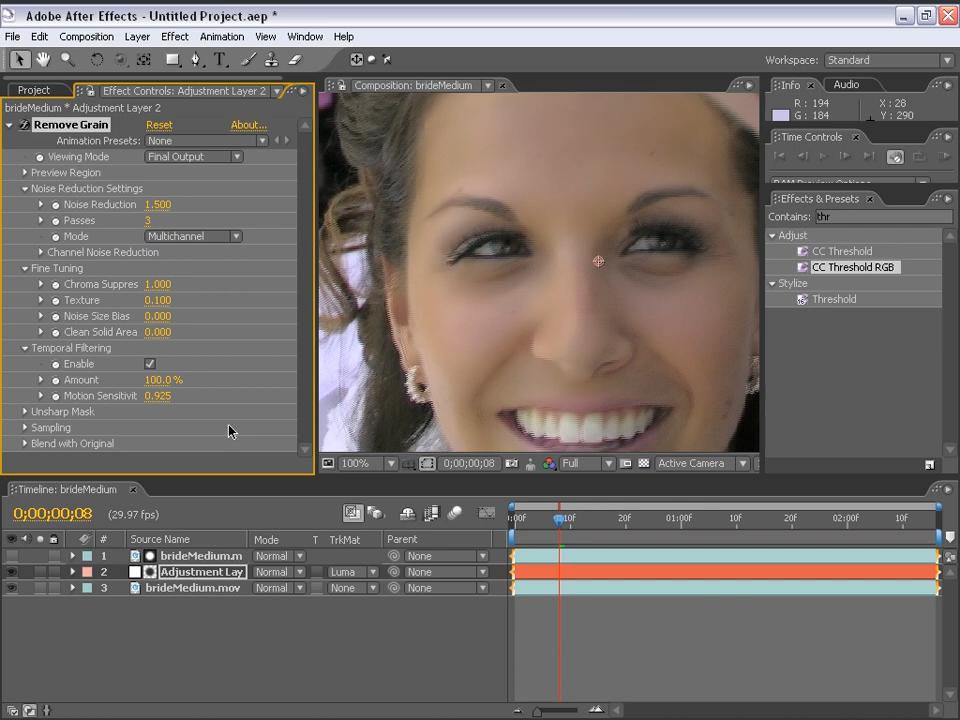 Adobe After Effects - Untitled Project.aep *
File Edit Composition Layer Effect Animation View Window Help
Workspace: Standard
Project Effect Controls: Adjustment Layer 2
brideMedium * Adjustment Layer 2
Remove Grain Reset About...
Animation Presets: None
Viewing Mode Final Output
Preview Region
Noise Reduction Settings
Noise Reduction 1.500
Passes 3
Mode Multichannel
Channel Noise Reduction
Fine Tuning
Chroma Suppres 1.000
Texture 0.100
Noise Size Bias 0.000
Clean Solid Area 0.000
Temporal Filtering
Enable
Amount 100.0 %
Motion Sensitivit 0.925
Unsharp Mask
Sampling
Blend with Original
Composition: brideMedium
100% 0;00;00;08 Full Active Camera
Info Audio
R : 194 X : 28
G : 184 Y : 290
Time Controls
Effects & Presets
Contains: thr
Adjust
CC Threshold
CC Threshold RGB
Stylize
Threshold
Timeline: brideMedium
0;00;00;08 (29.97 fps)
:00F 10F 20F 01:00F 10F 20F 02:00F 10F
# Source Name Mode T TrkMat Parent
1 brideMedium.m Normal None
2 Adjustment Lay Normal Luma None
3 brideMedium.mov Normal None None